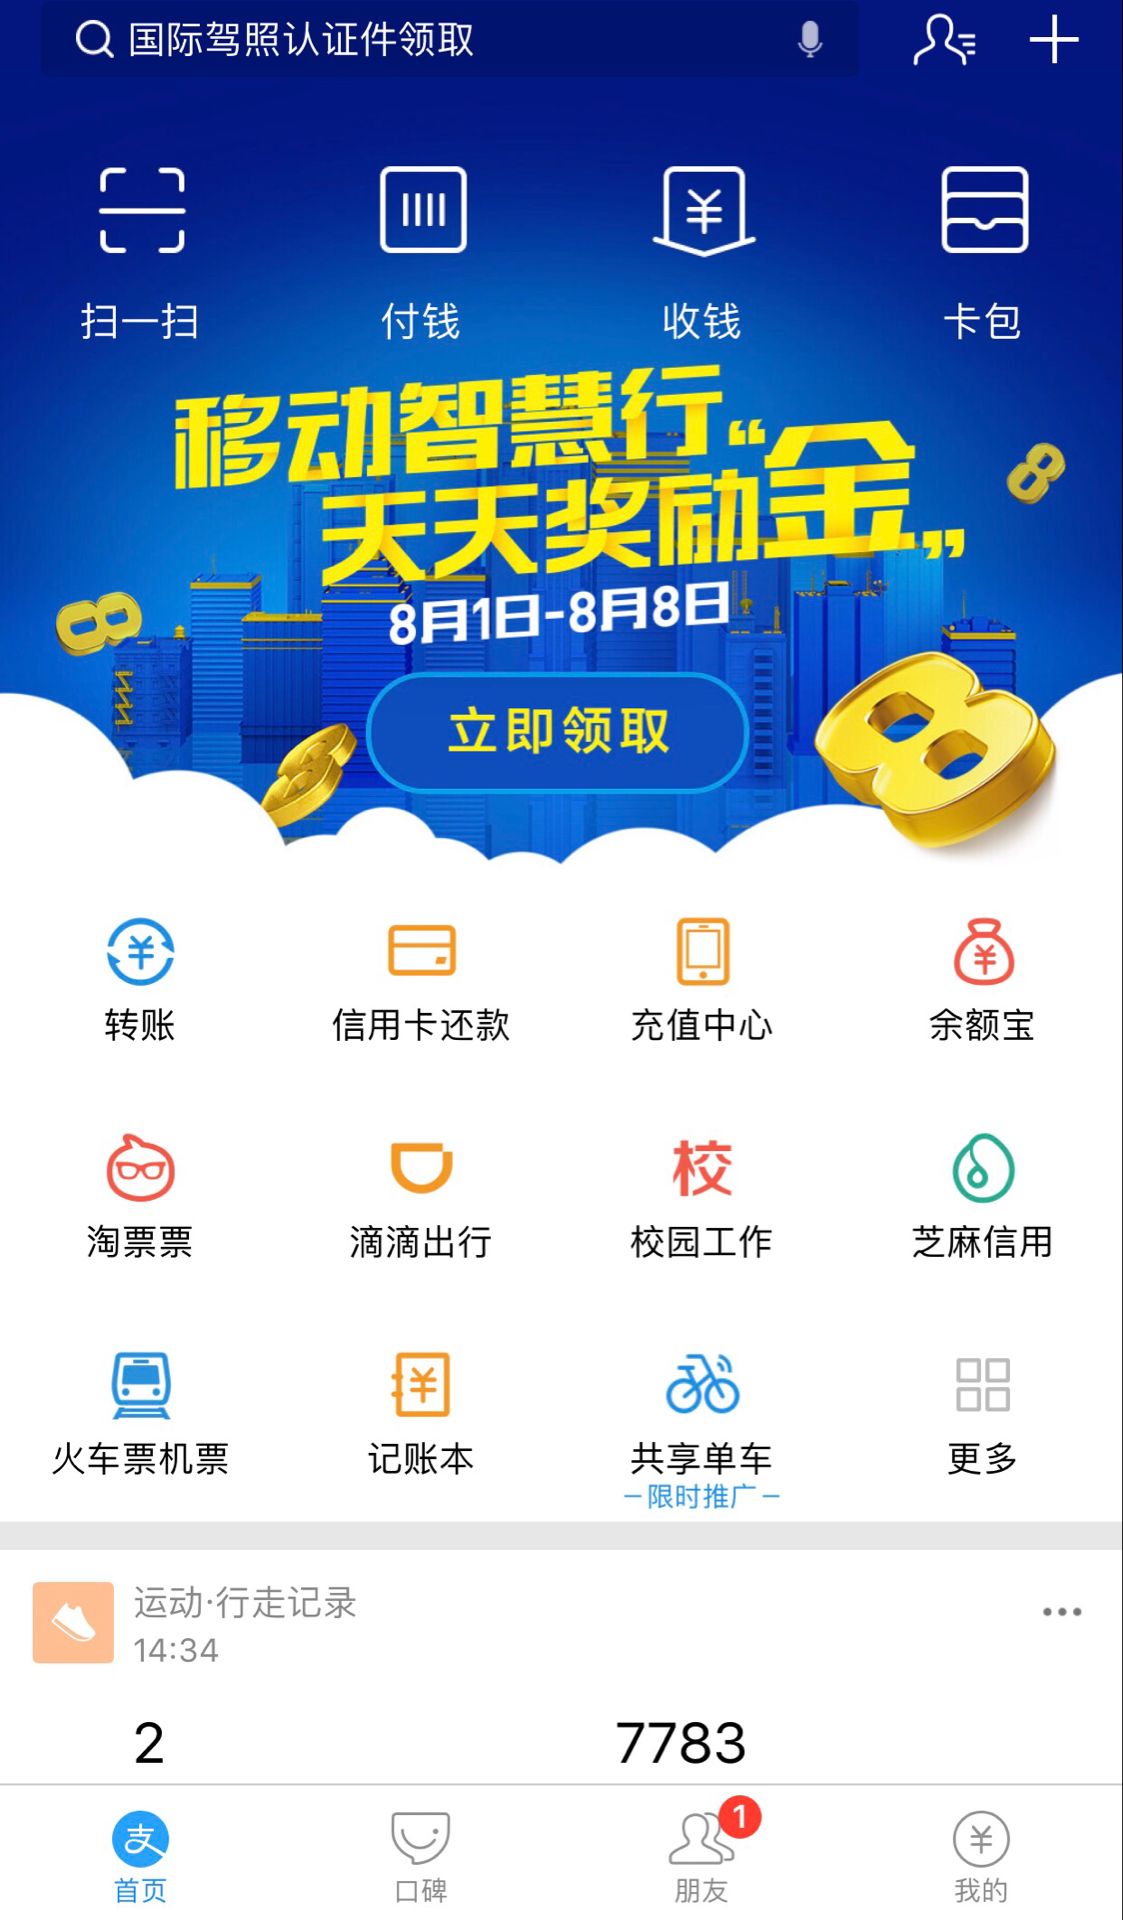 国际驾照认证件领取
扫一扫 付钱 收钱 卡包
移动智慧行
天天奖励“金”
8月1日-8月8日
立即领取
转账 信用卡还款 充值中心 余额宝
校
淘票票 滴滴出行 校园工作 芝麻信用
火车票机票 记账本 共享单车 更多
限时推广
运动·行走记录
14:34
2 7783
支 1
首页 口碑 朋友 我的